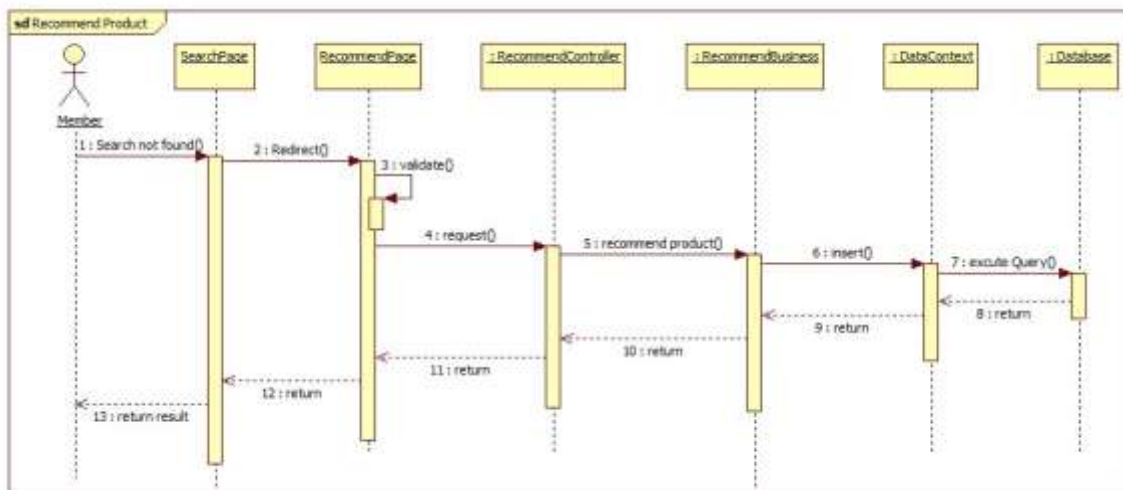 sd Recommend Product
SearchPage
RecommendPage
: RecommendController
: RecommendBusiness
: DataContext
: Database
Member
1 : Search not found()
2 : Redirect()
3 : validate()
4 : request()
5 : recommend product()
6 : insert()
7 : excute Query()
8 : return
9 : return
10 : return
11 : return
12 : return
13 : return result